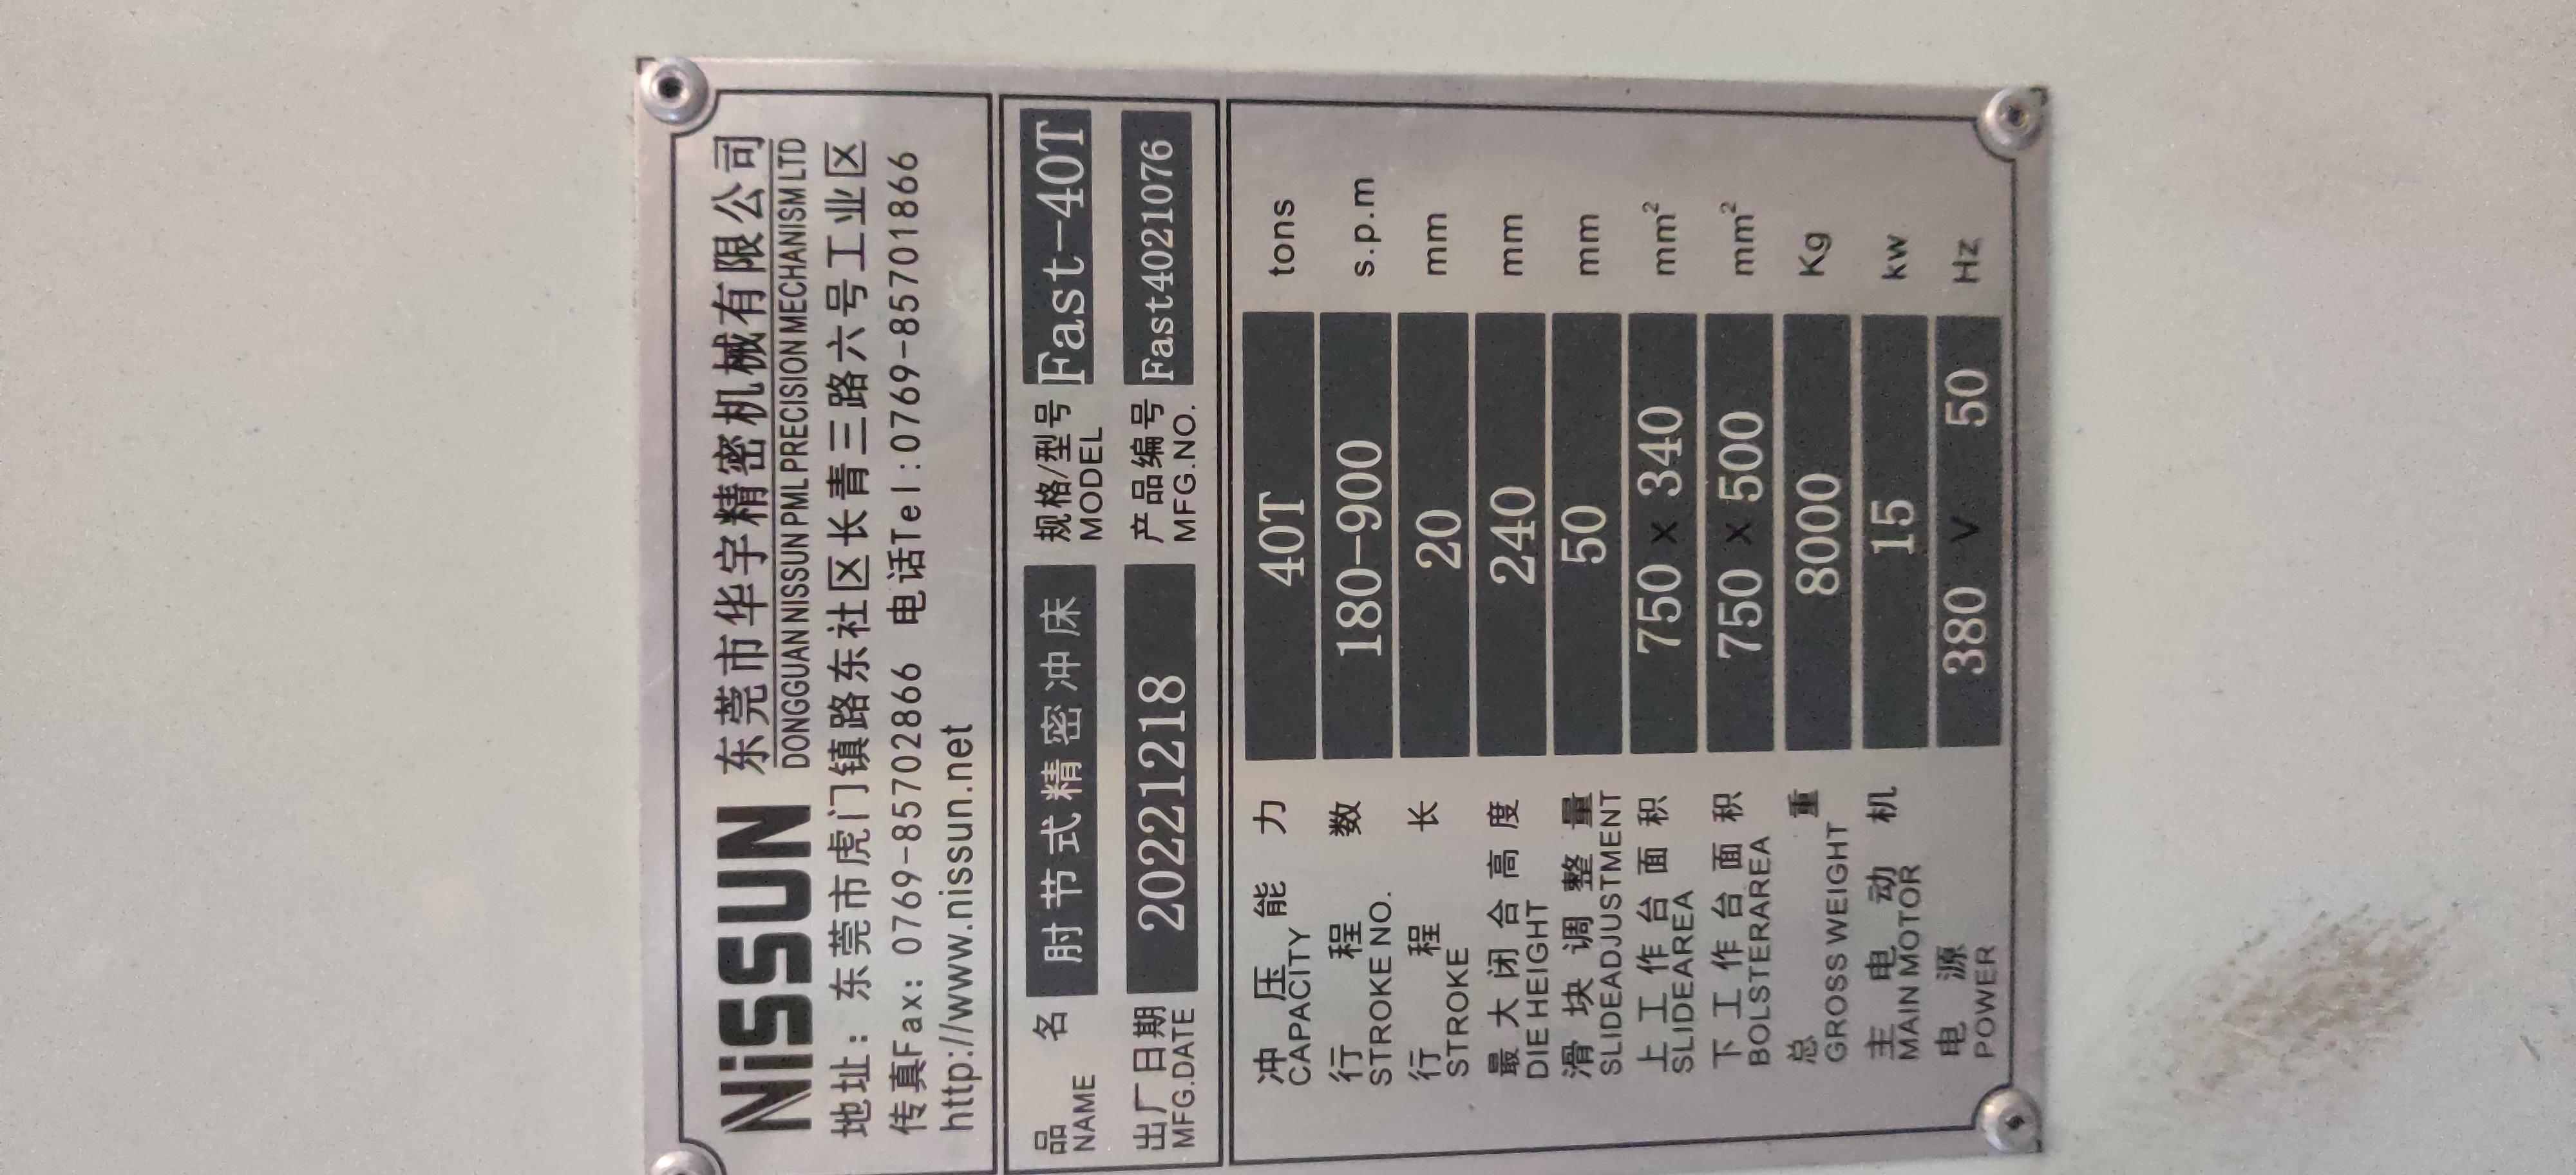 NiSSUN 东莞市华宇精密机械有限公司
DONGGUAN NISSUN PML PRECISION MECHANISM LTD
地址：东莞市虎门镇路东社区长青三路六号工业区
传真Fax: 0769-85702866 电话Tel:0769-85701866
http://www.nissun.net
品名 肘节式精密冲床 规格/型号 Fast-40T
NAME MODEL
出厂日期 20221218 产品编号 Fast4021076
MFG.DATE MFG.NO.
冲压能力 40T tons
CAPACITY
行程数 180-900 s.p.m
STROKE NO.
行程长 20 mm
STROKE
最大闭合高度 240 mm
DIE HEIGHT
滑块调整量 50 mm
SLIDEADJUSTMENT
上工作台面积 750 x 340 mm²
SLIDEAREA
下工作台面积 750 x 500 mm²
BOLSTERAREA
总重 8000 Kg
GROSS WEIGHT
主电动机 15 kw
MAIN MOTOR
电源 380 V 50 Hz
POWER